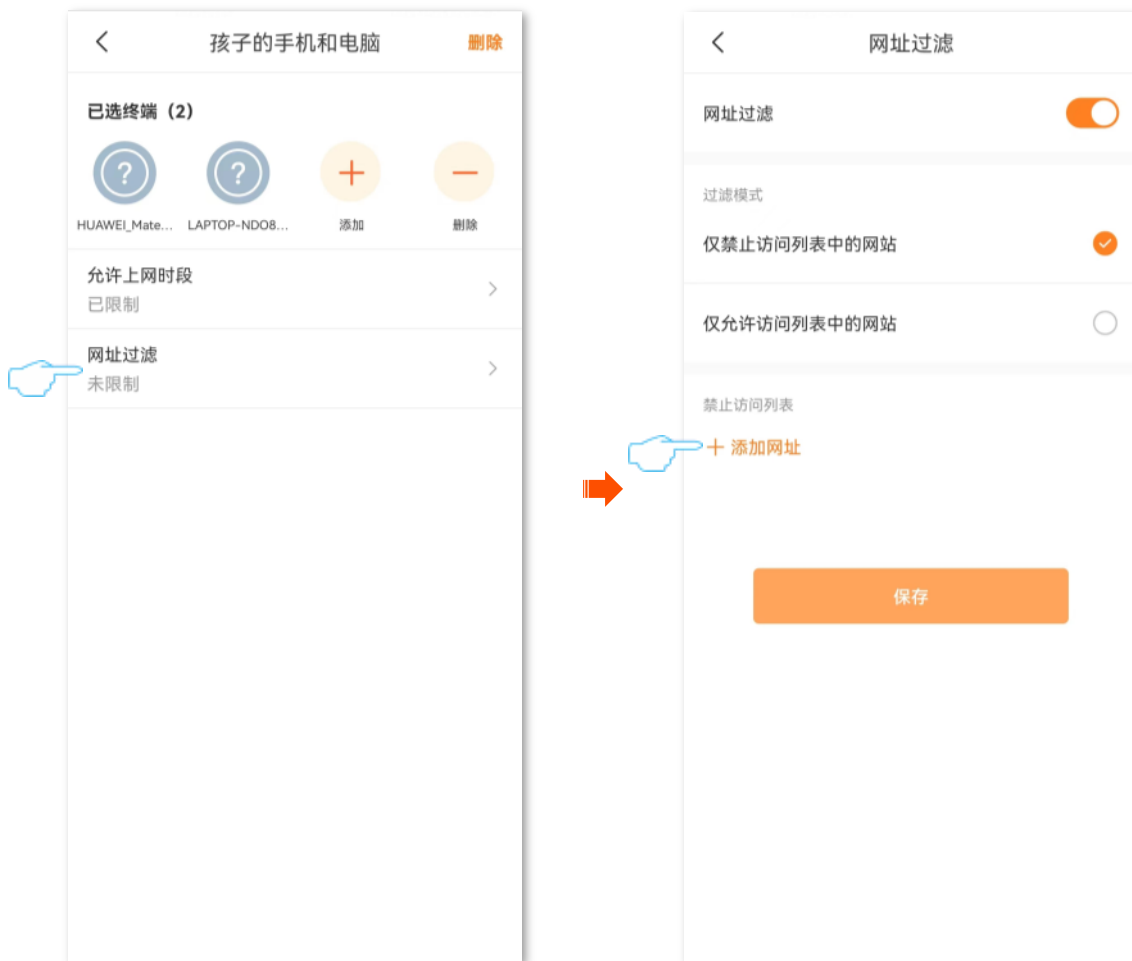 孩子的手机和电脑
删除
已选终端（2）
?
?
HUAWEI_Mate...
LAPTOP-NDO8...
添加
删除
允许上网时段
已限制
网址过滤
未限制
网址过滤
网址过滤
过滤模式
仅禁止访问列表中的网站
仅允许访问列表中的网站
禁止访问列表
添加网址
保存